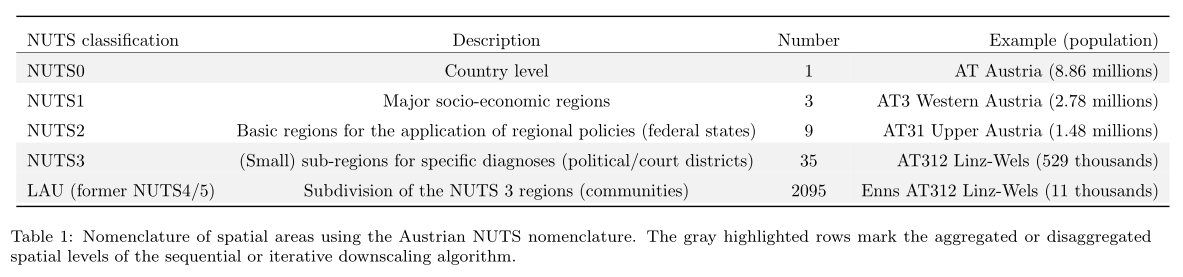 NUTS classification Description Number Example (population)
NUTS0 Country level 1 AT Austria (8.86 millions)
NUTS1 Major socio-economic regions 3 AT3 Western Austria (2.78 millions)
NUTS2 Basic regions for the application of regional policies (federal states) 9 AT31 Upper Austria (1.48 millions)
NUTS3 (Small) sub-regions for specific diagnoses (political/court districts) 35 AT312 Linz-Wels (529 thousands)
LAU (former NUTS4/5) Subdivision of the NUTS 3 regions (communities) 2095 Enns AT312 Linz-Wels (11 thousands)
Table 1: Nomenclature of spatial areas using the Austrian NUTS nomenclature. The gray highlighted rows mark the aggregated or disaggregated
spatial levels of the sequential or iterative downscaling algorithm.